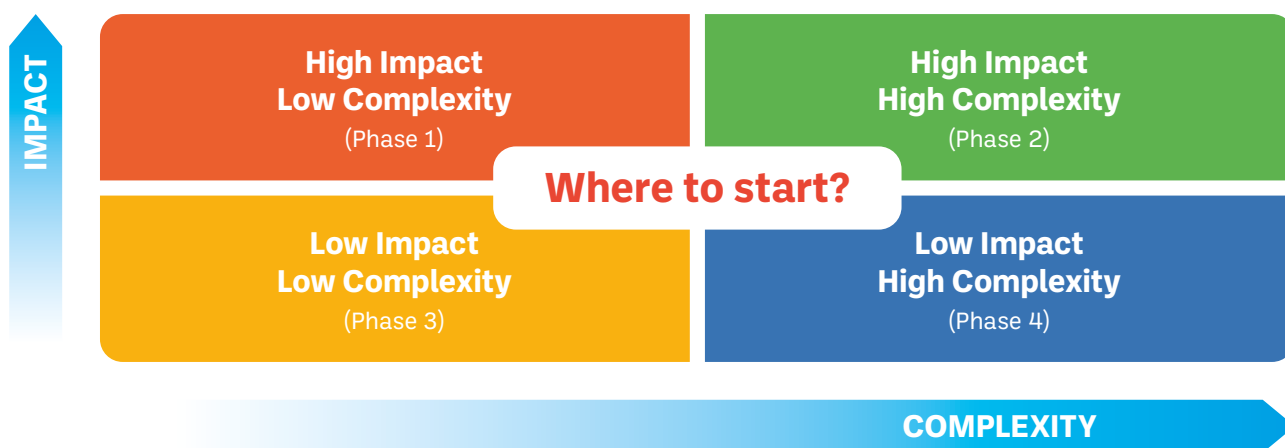 IMPACT
High Impact
Low Complexity
(Phase 1)
High Impact
High Complexity
(Phase 2)
Where to start?
Low Impact
Low Complexity
(Phase 3)
Low Impact
High Complexity
(Phase 4)
COMPLEXITY